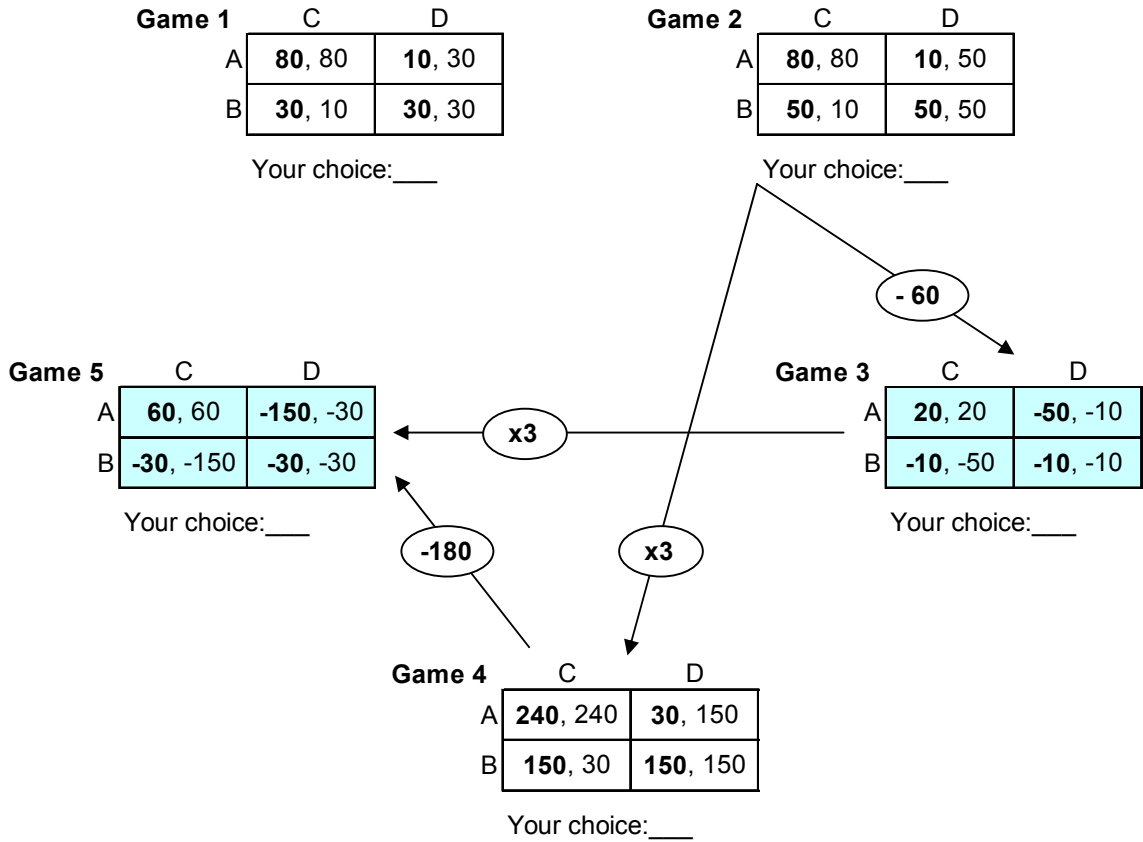 Game 1 C D
A 80, 80 10, 30
B 30, 10 30, 30
Your choice:___
Game 2 C D
A 80, 80 10, 50
B 50, 10 50, 50
Your choice:___
- 60
Game 5 C D
A 60, 60 -150, -30
B -30, -150 -30, -30
Your choice:___
x3
Game 3 C D
A 20, 20 -50, -10
B -10, -50 -10, -10
Your choice:___
-180
x3
Game 4 C D
A 240, 240 30, 150
B 150, 30 150, 150
Your choice:___